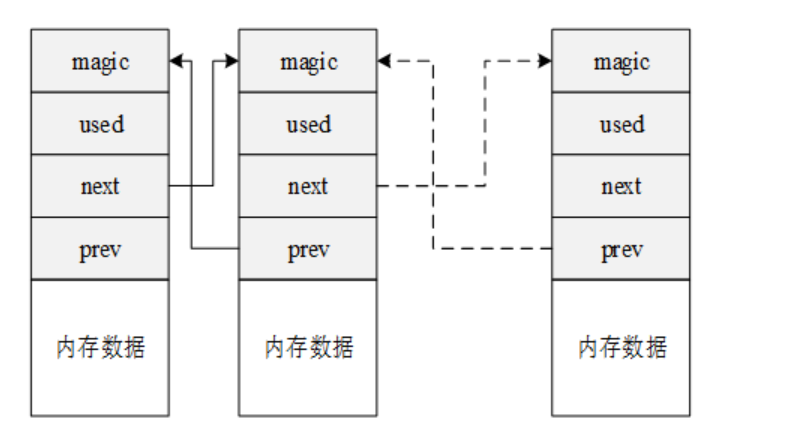 magic magic magic
used used used
next next next
prev prev prev
内存数据 内存数据 内存数据